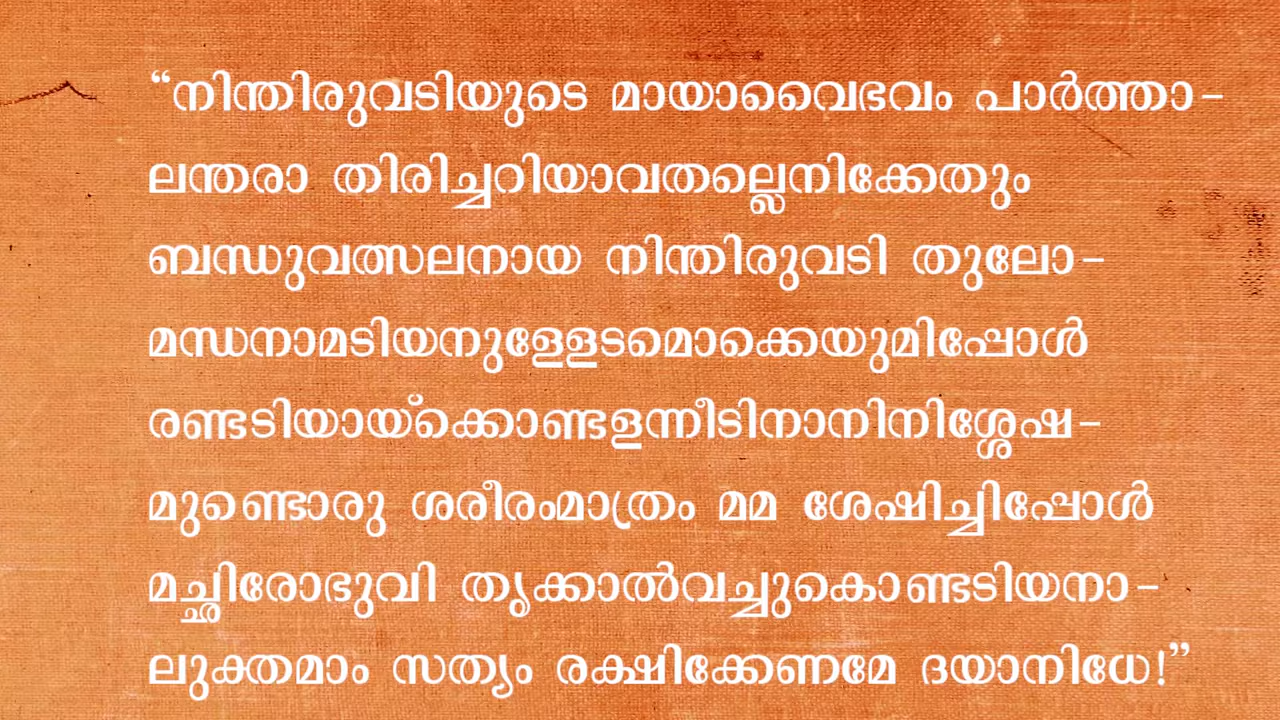 “നിന്തിരുവടിയുടെ മായാവൈഭവം പാർത്താ-
ലന്തരാ തിരിച്ചറിയാവതല്ലെനിക്കേതും
ബന്ധുവത്സലനായ നിന്തിരുവടി തുലോ-
മന്ധനാമടിയനുള്ളേടമൊക്കെയുമിപ്പോൾ
രണ്ടടിയായ്ക്കൊണ്ടളന്നീടിനാനിനിശ്ശേഷ-
മുണ്ടൊരു ശരീരംമാത്രം മമ ശേഷിച്ചിപ്പോൾ
മച്ഛിരോഭുവി തൃക്കാൽവച്ചുകൊണ്ടടിയനാ-
ലുക്തമാം സത്യം രക്ഷിക്കേണമേ ദയാനിധേ!”